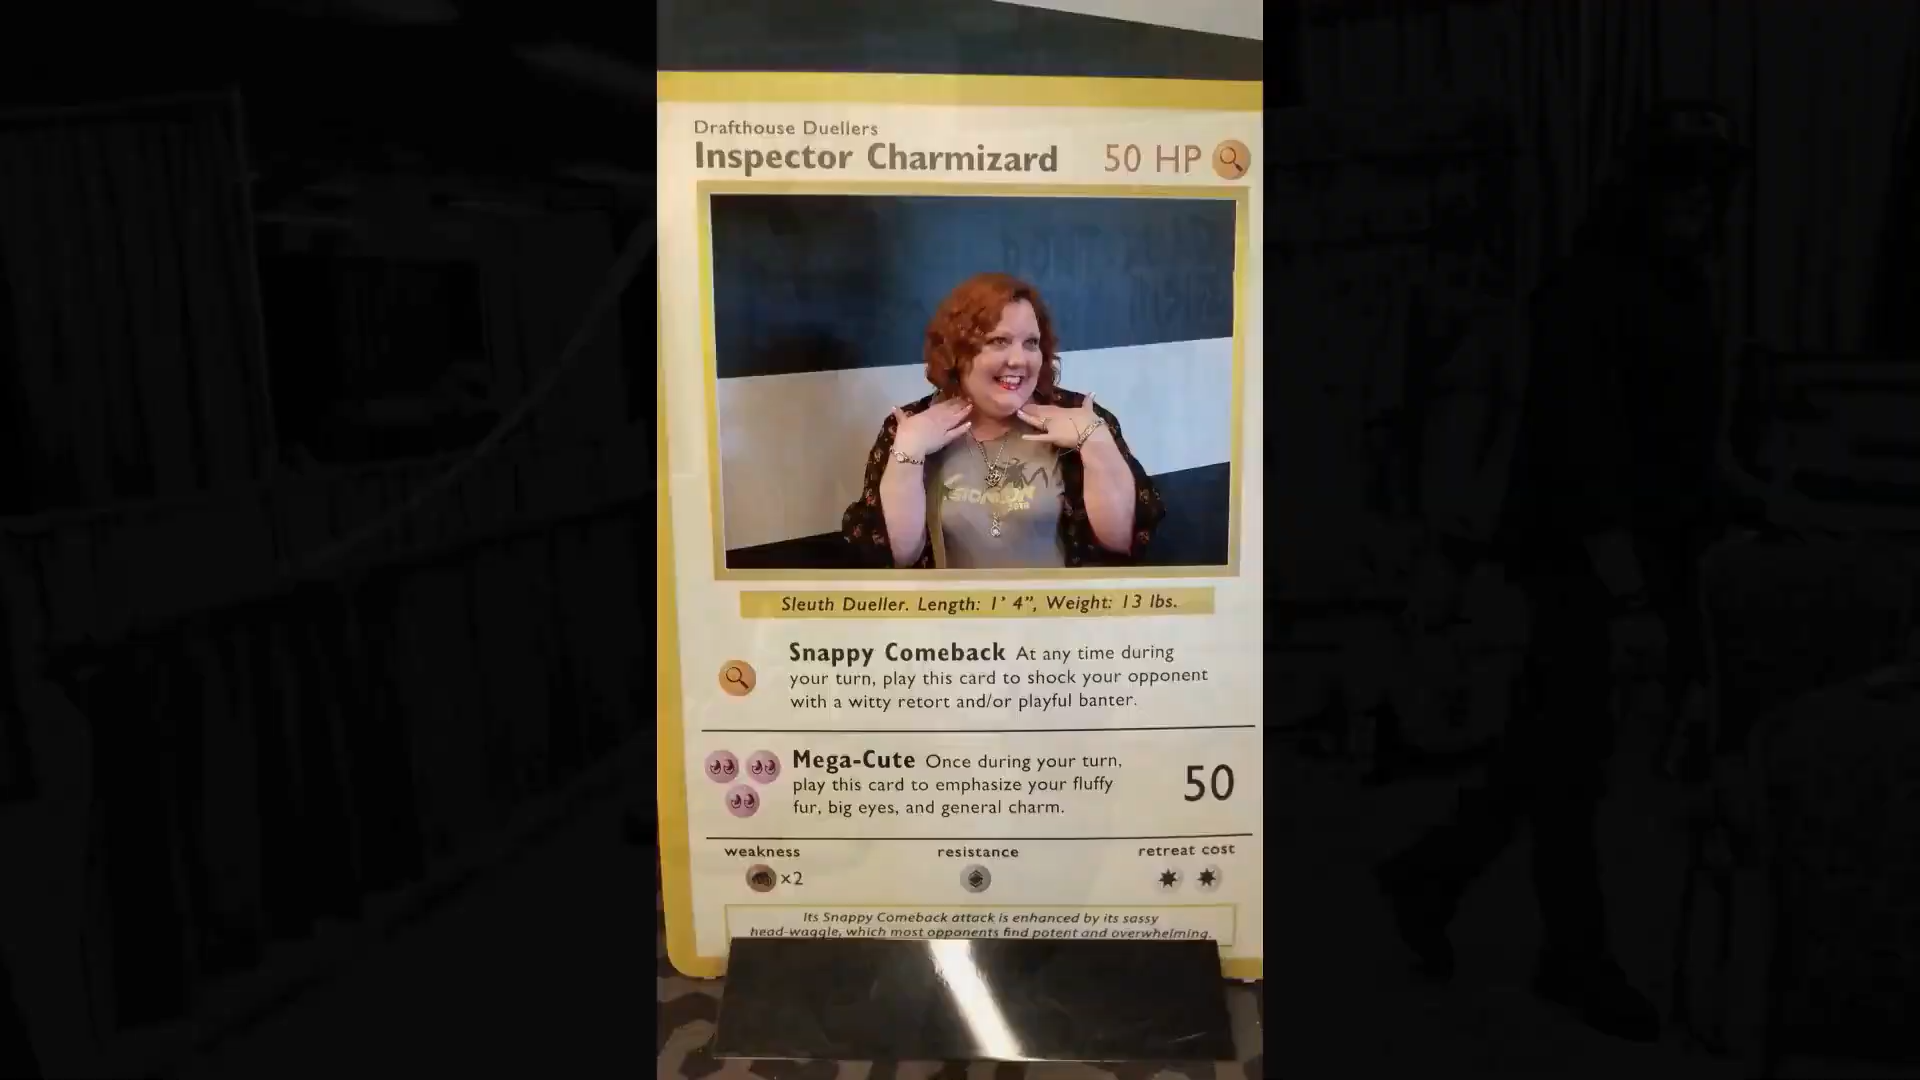 Drafthouse Duellers
Inspector Charmizard 50 HP
2018
Sleuth Dueller. Length: 1’ 4”, Weight: 13 lbs.
Snappy Comeback At any time during
your turn, play this card to shock your opponent
with a witty retort and/or playful banter.
Mega-Cute Once during your turn,
play this card to emphasize your fluffy
fur, big eyes, and general charm.
50
weakness resistance retreat cost
x2
Its Snappy Comeback attack is enhanced by its sassy
head-waggle, which most opponents find potent and overwhelming.